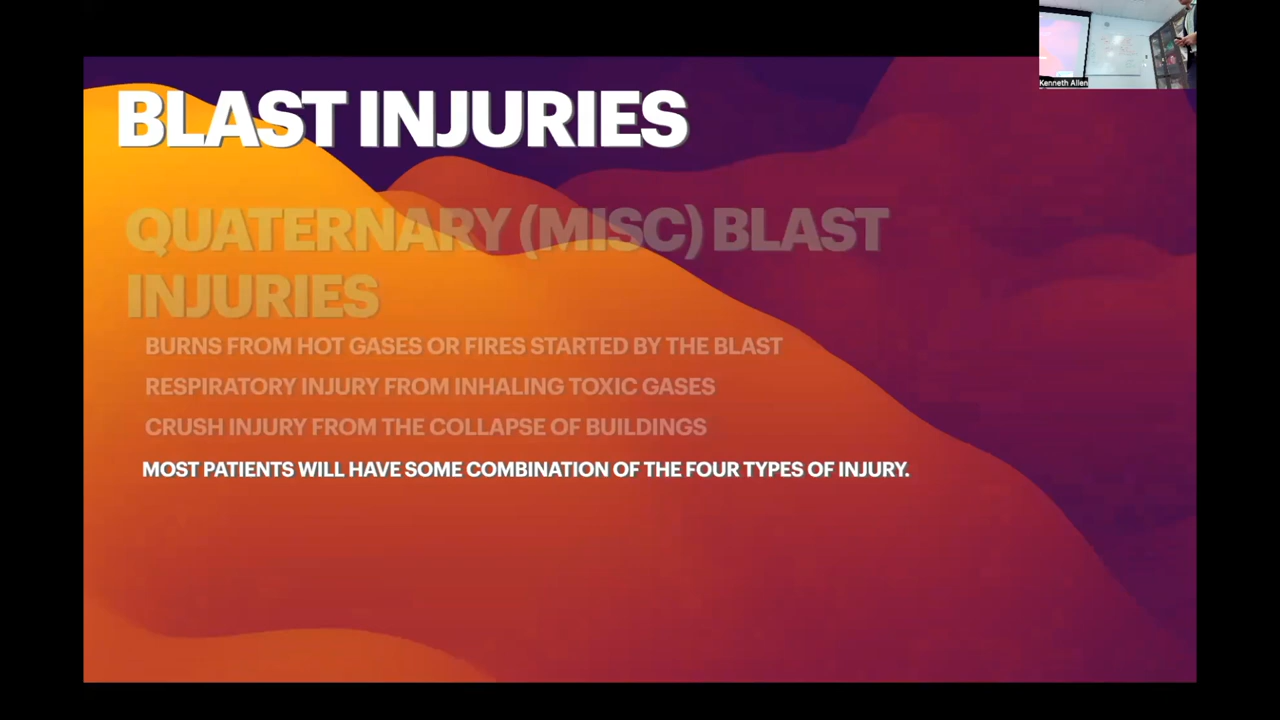 BLAST INJURIES
QUATERNARY (MISC) BLAST
INJURIES
BURNS FROM HOT GASES OR FIRES STARTED BY THE BLAST
RESPIRATORY INJURY FROM INHALING TOXIC GASES
CRUSH INJURY FROM THE COLLAPSE OF BUILDINGS
MOST PATIENTS WILL HAVE SOME COMBINATION OF THE FOUR TYPES OF INJURY.
Kenneth Allen